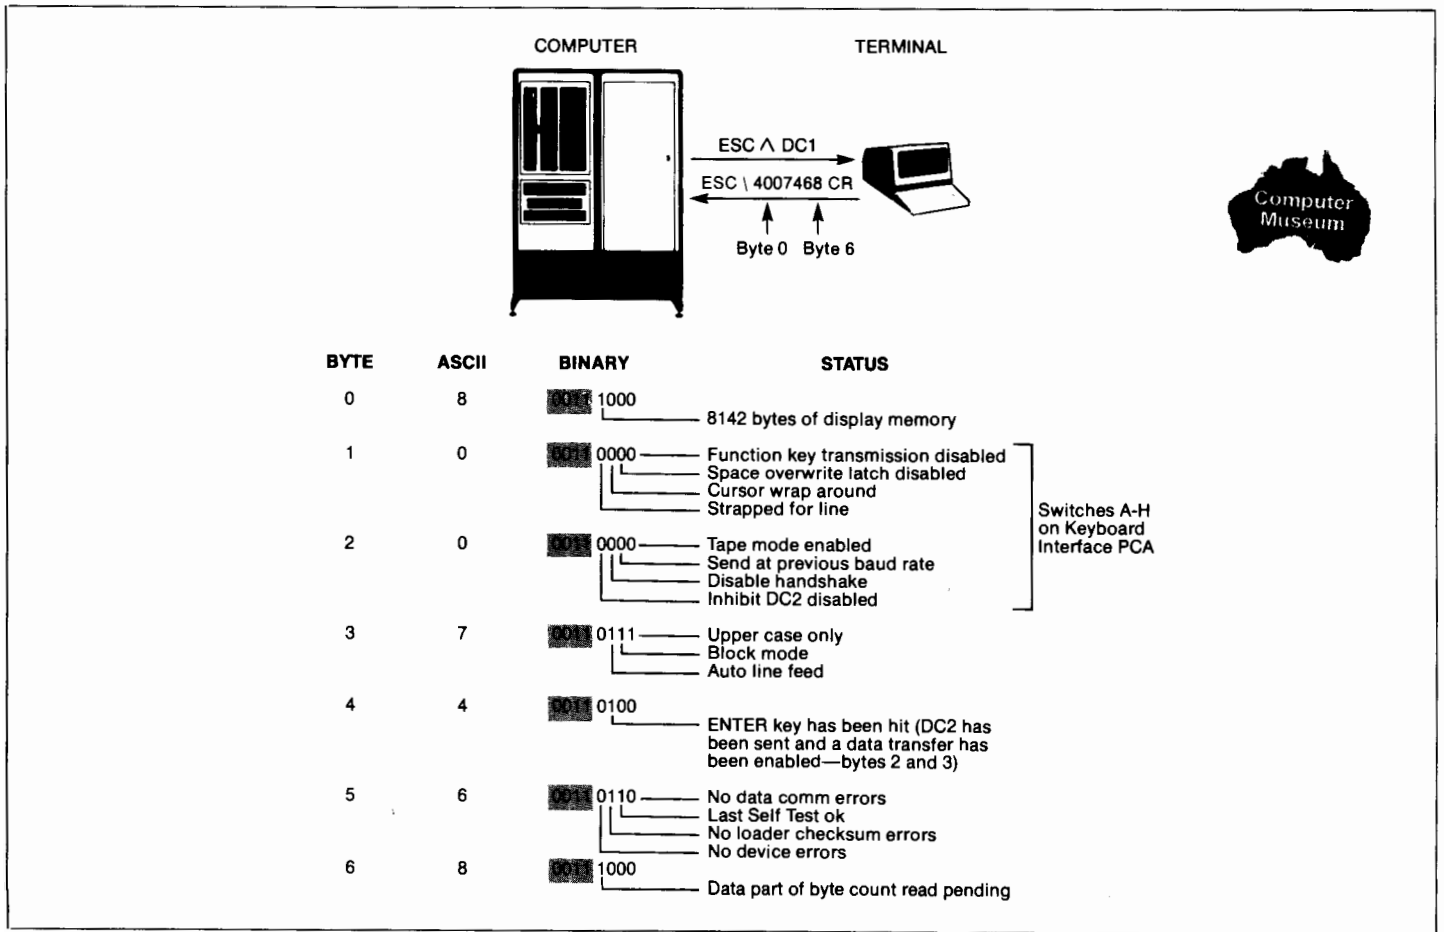 COMPUTER TERMINAL
ESC ∧ DC1
ESC \ 4007468 CR
Byte 0 Byte 6
Computer
Museum
BYTE ASCII BINARY STATUS
0 8 0011 1000
8142 bytes of display memory
1 0 0011 0000 Function key transmission disabled
Space overwrite latch disabled
Cursor wrap around
Strapped for line
Switches A-H
on Keyboard
Interface PCA
2 0 0011 0000 Tape mode enabled
Send at previous baud rate
Disable handshake
Inhibit DC2 disabled
3 7 0011 0111 Upper case only
Block mode
Auto line feed
4 4 0011 0100
ENTER key has been hit (DC2 has
been sent and a data transfer has
been enabled—bytes 2 and 3)
5 6 0011 0110 No data comm errors
Last Self Test ok
No loader checksum errors
No device errors
6 8 0011 1000
Data part of byte count read pending